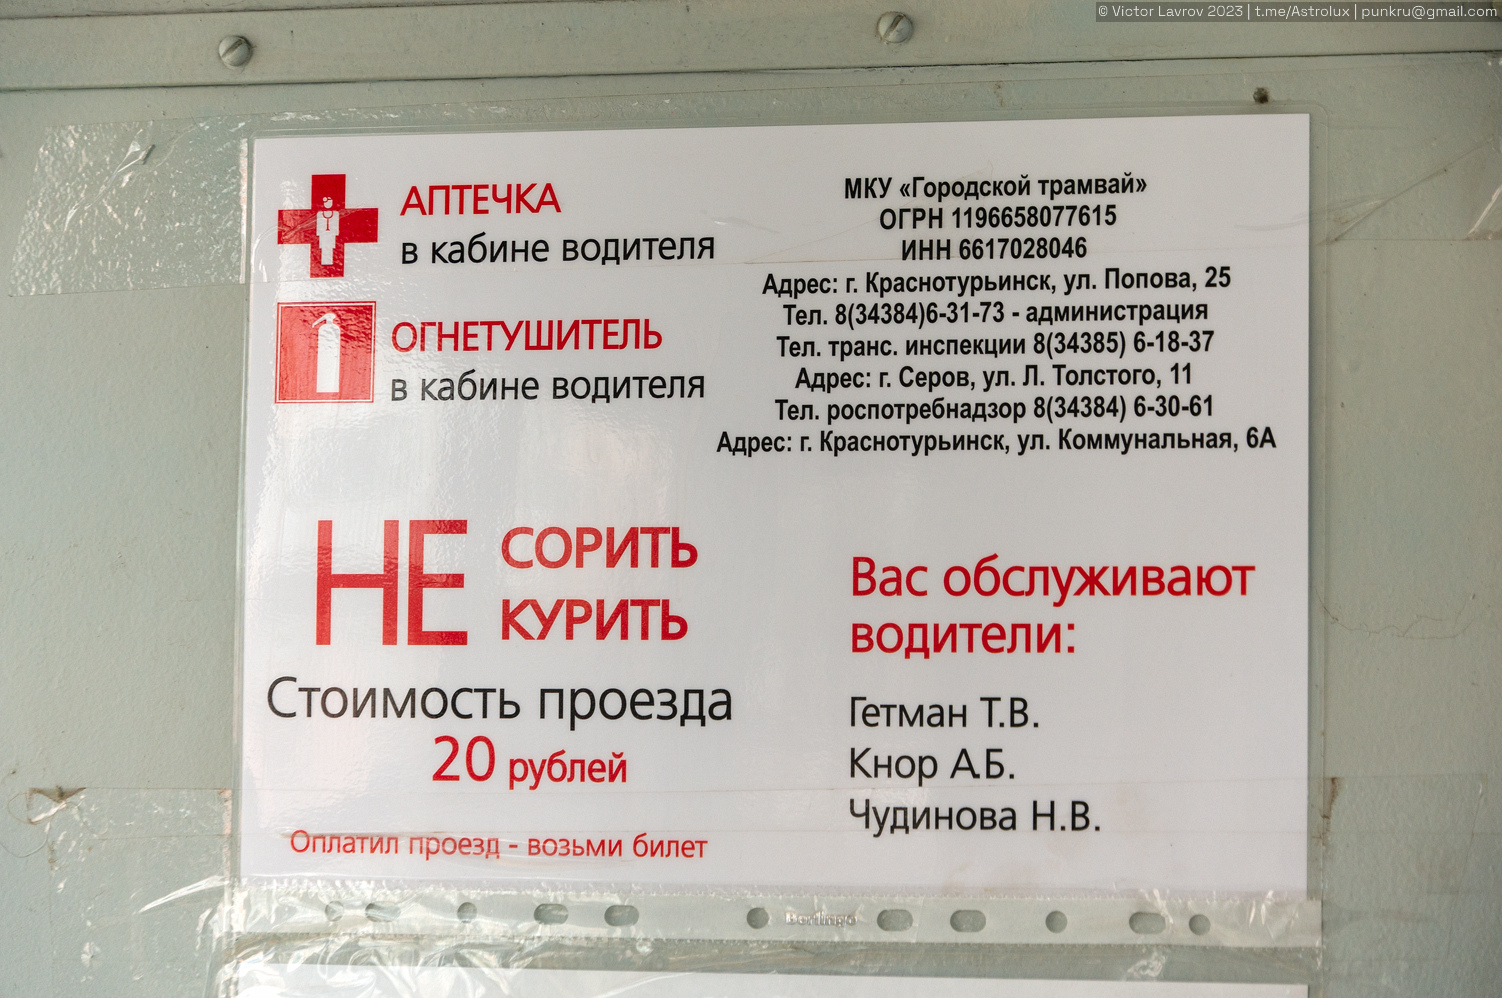 © Victor Lavrov 2023 | t.me/Astrolux | punkru@gmail.com
АПТЕЧКА
в кабине водителя
ОГНЕТУШИТЕЛЬ
в кабине водителя
МКУ «Городской трамвай»
ОГРН 1196658077615
ИНН 6617028046
Адрес: г. Краснотурьинск, ул. Попова, 25
Тел. 8(34384)6-31-73 - администрация
Тел. транс. инспекции 8(34385) 6-18-37
Адрес: г. Серов, ул. Л. Толстого, 11
Тел. роспотребнадзор 8(34384) 6-30-61
Адрес: г. Краснотурьинск, ул. Коммунальная, 6А
НЕ СОРИТЬ
КУРИТЬ
Стоимость проезда
20 рублей
Оплатил проезд - возьми билет
Вас обслуживают
водители:
Гетман Т.В.
Кнор А.Б.
Чудинова Н.В.
Berlingo